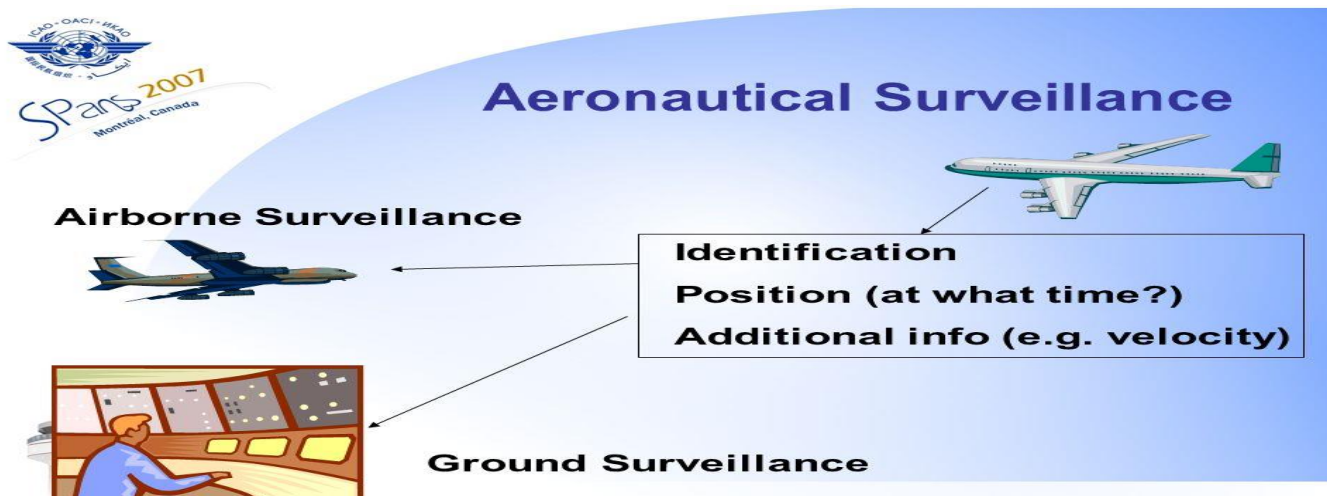 ICAO · OACI · ИКАО
SPANS 2007
Montréal, Canada
Aeronautical Surveillance
Airborne Surveillance
Identification
Position (at what time?)
Additional info (e.g. velocity)
Ground Surveillance